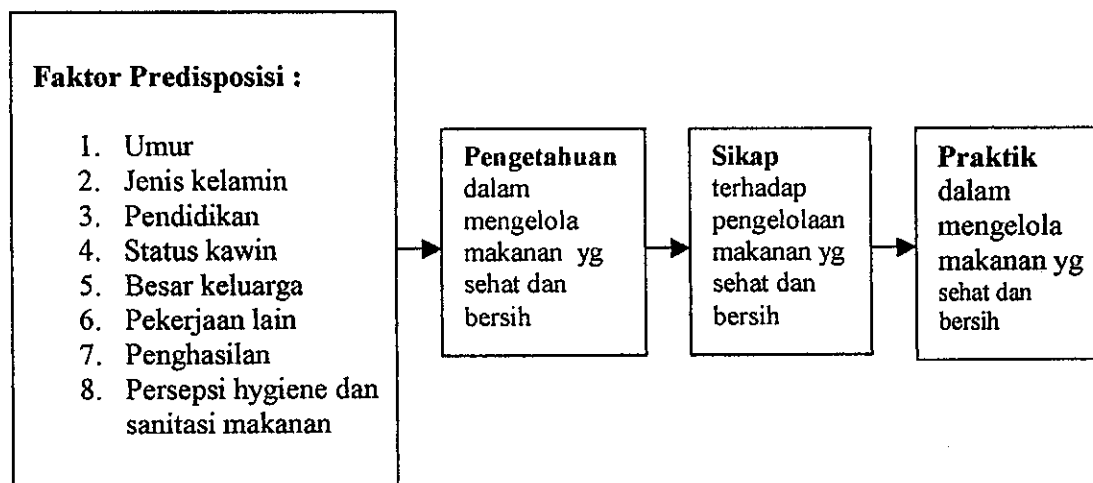 Faktor Predisposisi :
1. Umur
2. Jenis kelamin
3. Pendidikan
4. Status kawin
5. Besar keluarga
6. Pekerjaan lain
7. Penghasilan
8. Persepsi hygiene dan
sanitasi makanan
Pengetahuan
dalam
mengelola
makanan yg
sehat dan
bersih
Sikap
terhadap
pengelolaan
makanan yg
sehat dan
bersih
Praktik
dalam
mengelola
makanan yg
sehat dan
bersih